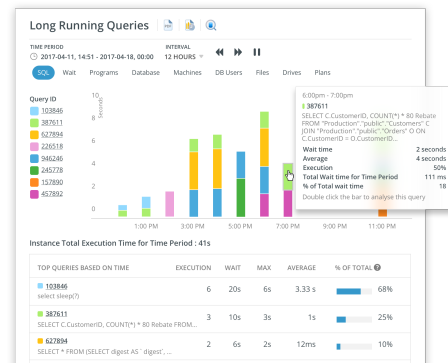 Long Running Queries
TIME PERIOD
2017-04-11, 14:51 - 2017-04-18, 00:00
INTERVAL
12 HOURS
SQL Wait Programs Database Machines DB Users Files Drives Plans
Query ID
103846
387611
627894
226518
946246
245778
157890
457892
Seconds
10
8
6
4
2
0
1:00 PM 3:00 PM 5:00 PM 7:00 PM 9:00 PM 11:00 PM
6:00pm - 7:00pm
387611
SELECT C.CustomerID, COUNT(*) * 80 Rebate
FROM "Production"."public"."Customers" C
JOIN "Production"."public"."Orders" O ON
C.CustomerID = O.CustomerID...
Wait time 2 seconds
Average 4 seconds
Execution 50%
Total Wait time for Time Period 111 ms
% of Total wait time 18
Double click the bar to analyse this query
Instance Total Execution Time for Time Period : 41s
TOP QUERIES BASED ON TIME EXECUTION WAIT MAX AVERAGE % OF TOTAL ?
103846 6 20s 6s 3.33 s 68%
select sleep(?)
387611 3 10s 3s 1s 25%
SELECT C.CustomerID, COUNT(*) * 80 Rebate FROM...
627894 2 6s 2s 12ms 10%
SELECT * FROM (SELECT digest AS `digest`, ...